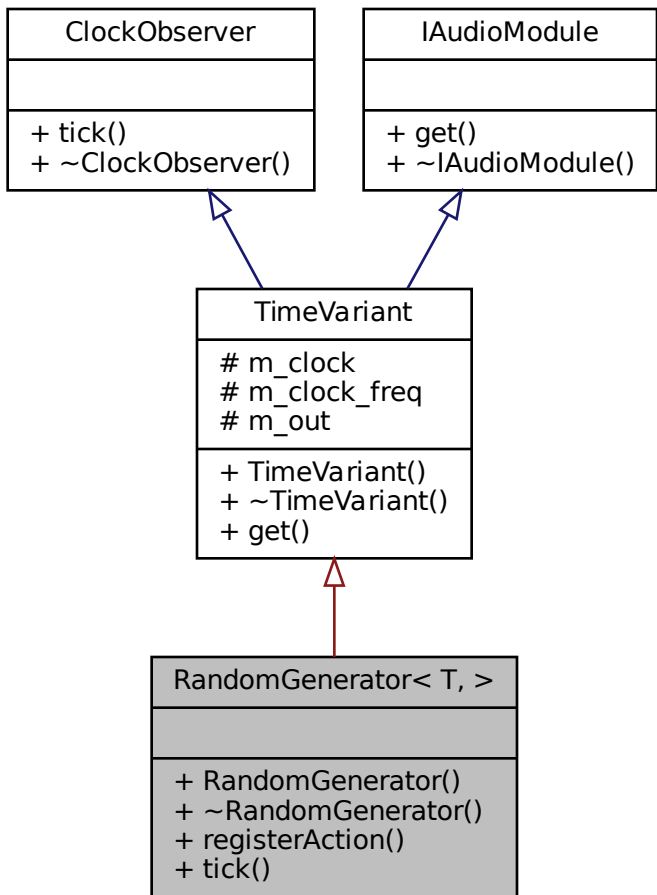 ClockObserver
+ tick()
+ ~ClockObserver()
IAudioModule
+ get()
+ ~IAudioModule()
TimeVariant
# m_clock
# m_clock_freq
# m_out
+ TimeVariant()
+ ~TimeVariant()
+ get()
RandomGenerator< T, >
+ RandomGenerator()
+ ~RandomGenerator()
+ registerAction()
+ tick()